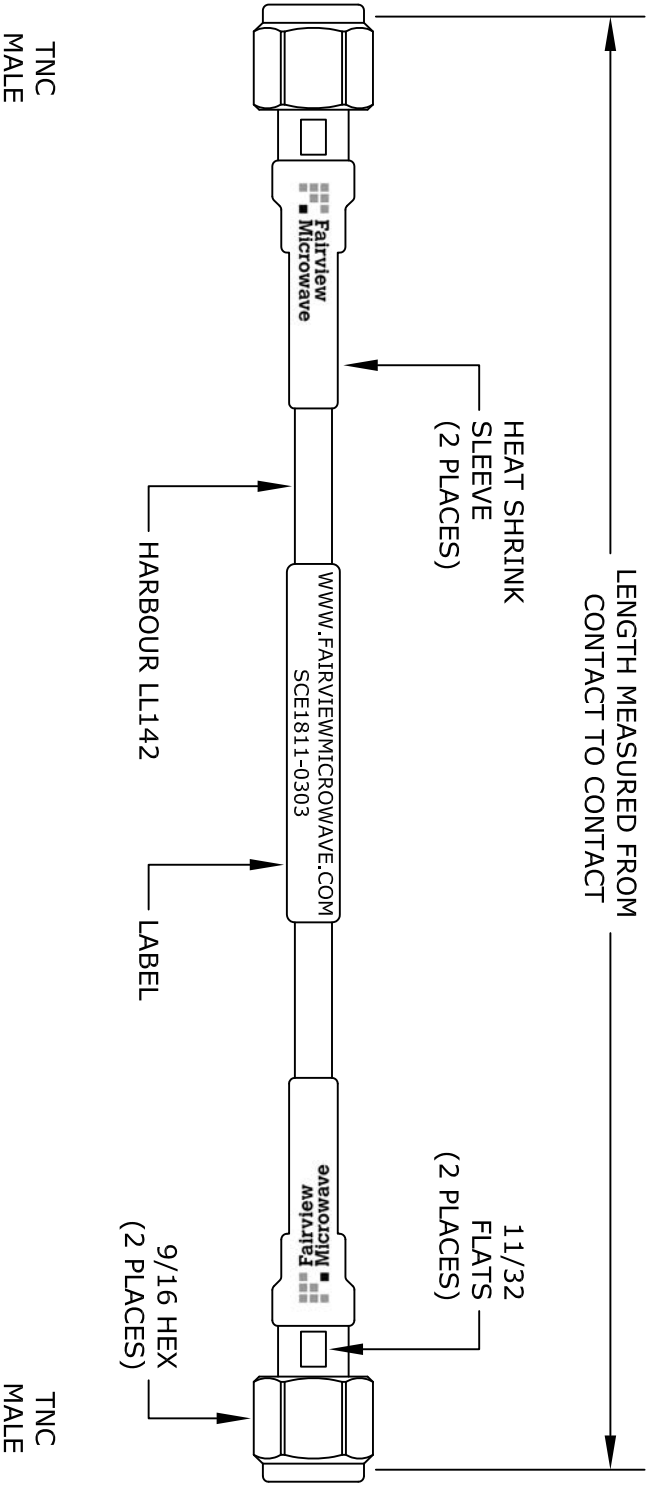 LENGTH MEASURED FROM
CONTACT TO CONTACT
HEAT SHRINK
SLEEVE
(2 PLACES)
11/32
FLATS
(2 PLACES)
Fairview
Microwave
WWW.FAIRVIEWMICROWAVE.COM
SCE1811-0303
Fairview
Microwave
HARBOUR LL142
LABEL
9/16 HEX
(2 PLACES)
TNC
MALE
TNC
MALE